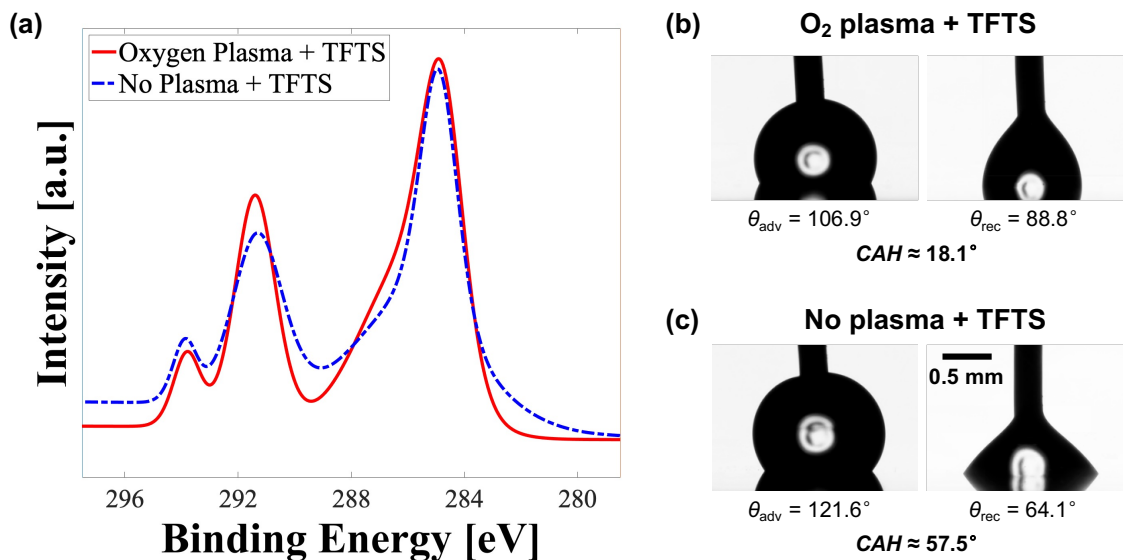 (a)
Oxygen Plasma + TFTS
No Plasma + TFTS
Intensity [a.u.]
296 292 288 284 280
Binding Energy [eV]
(b) O₂ plasma + TFTS
θadv = 106.9° θrec = 88.8°
CAH ≈ 18.1°
(c) No plasma + TFTS
0.5 mm
θadv = 121.6° θrec = 64.1°
CAH ≈ 57.5°